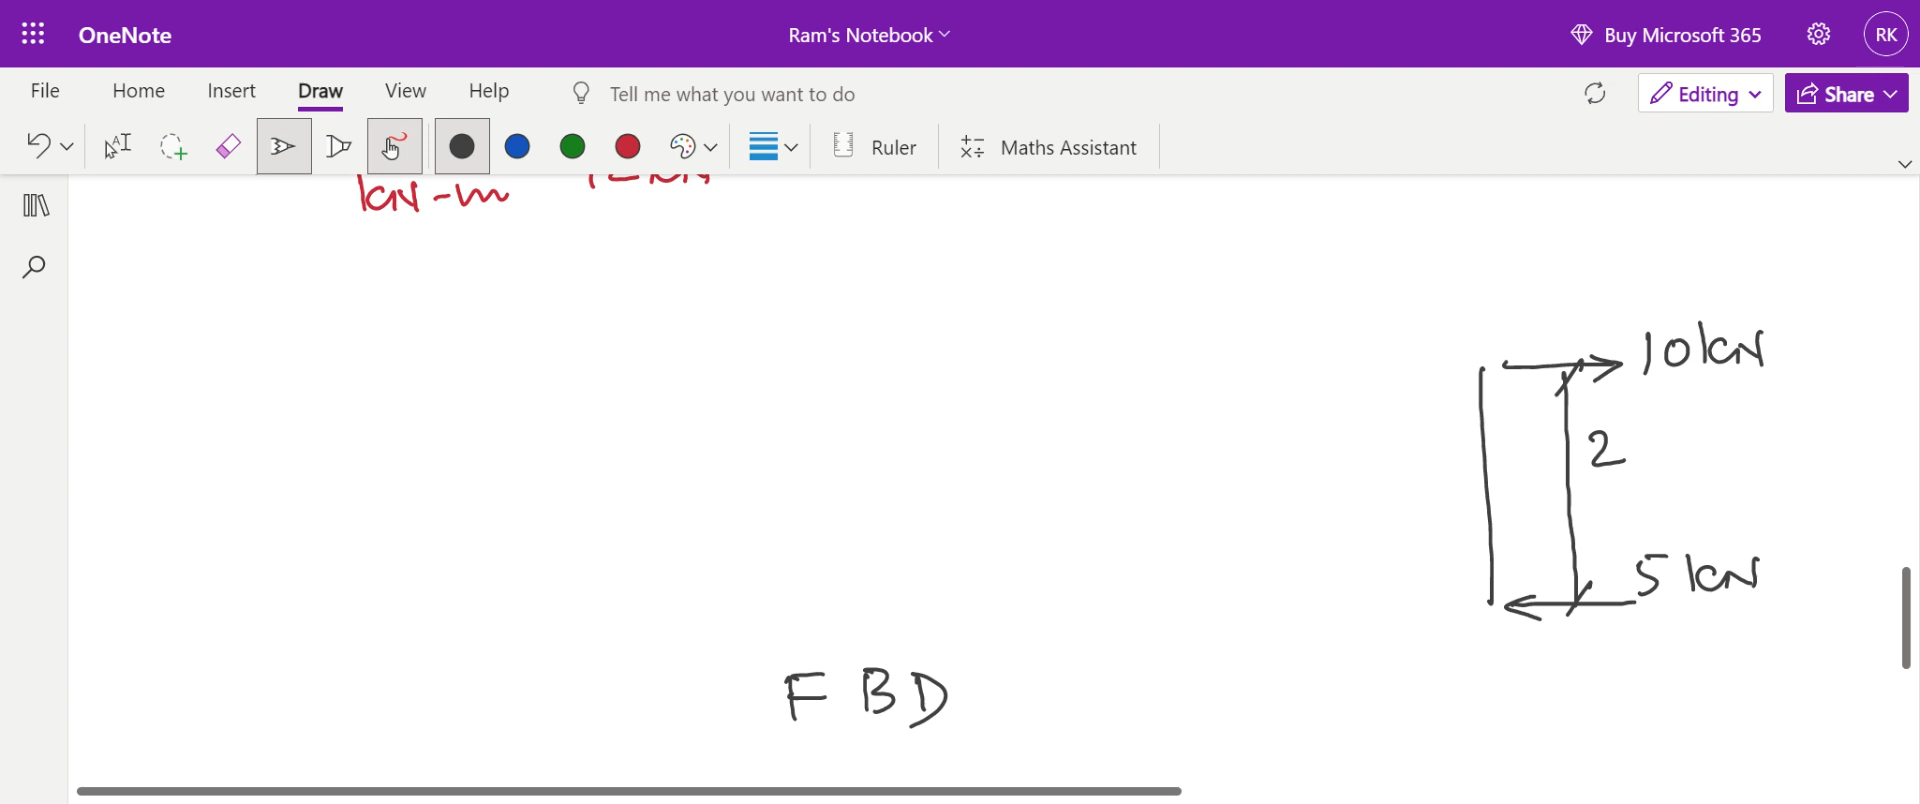 OneNote
Ram's Notebook
Buy Microsoft 365
RK
File Home Insert Draw View Help Tell me what you want to do
Editing Share
Ruler Maths Assistant
kN-m
10kN
2
5 kN
F B D